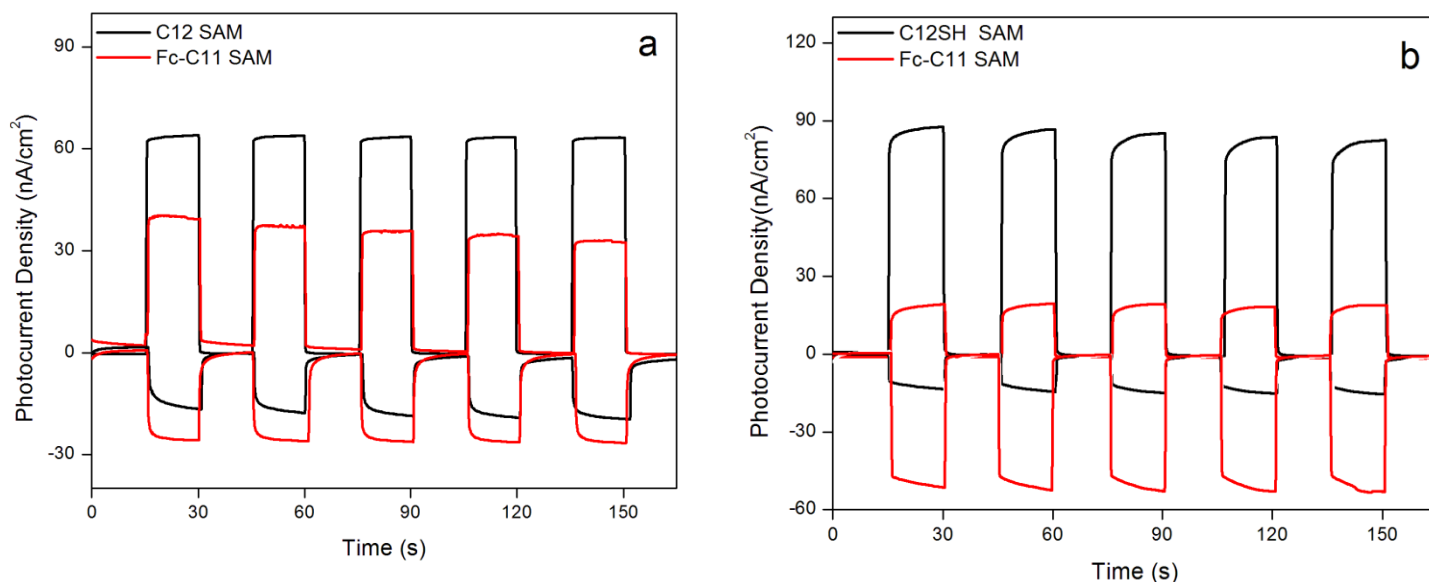 C12 SAM
Fc-C11 SAM
a
90
60
30
0
-30
Photocurrent Density (nA/cm²)
0 30 60 90 120 150
Time (s)
C12SH SAM
Fc-C11 SAM
b
120
90
60
30
0
-30
-60
Photocurrent Density(nA/cm²)
0 30 60 90 120 150
Time (s)